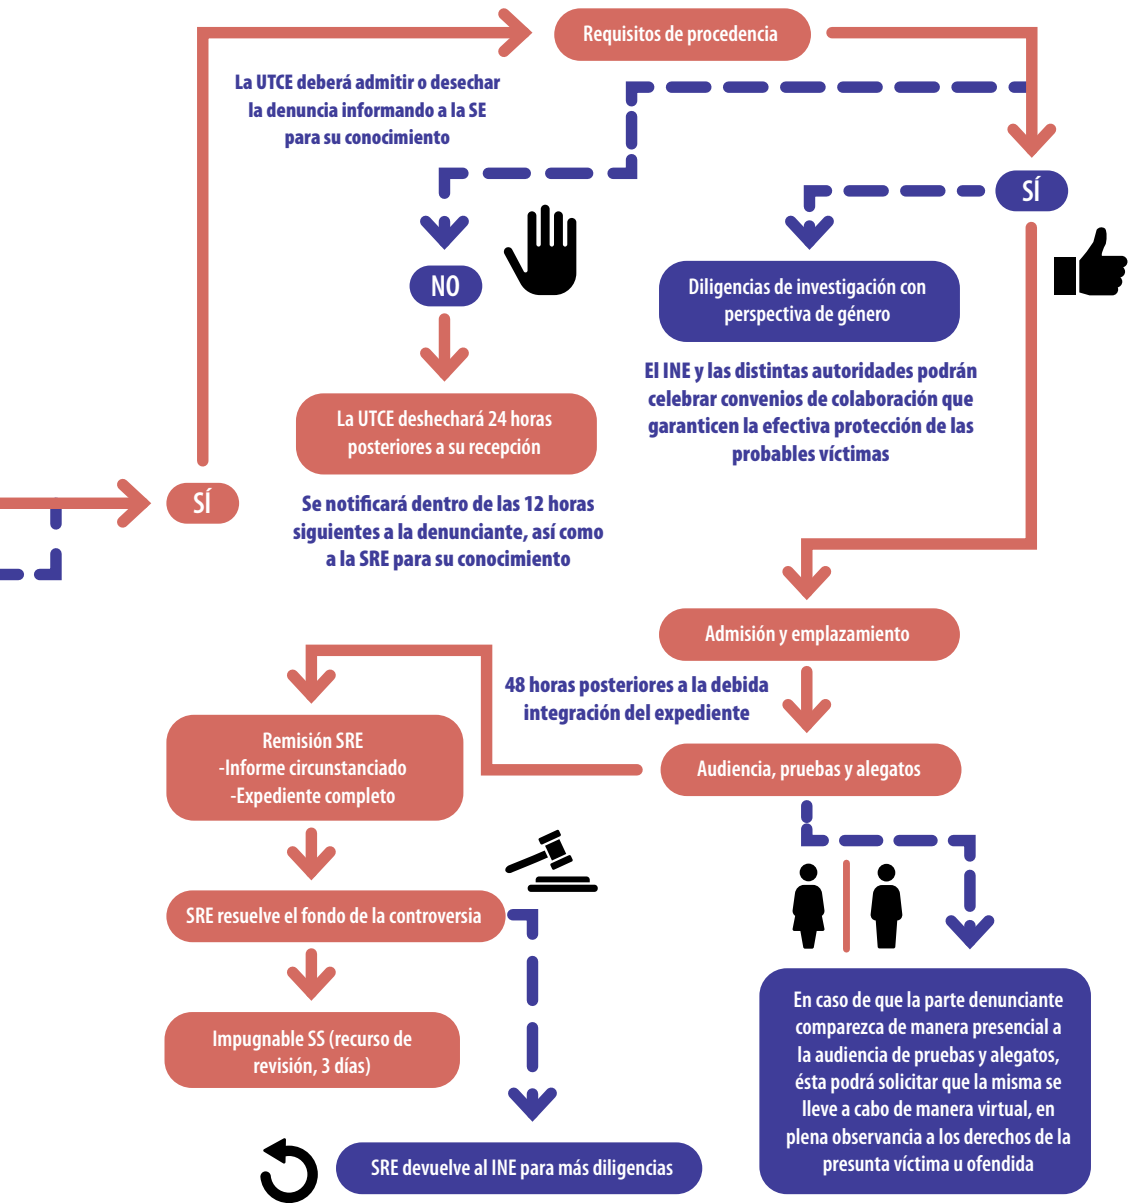 Requisitos de procedencia
La UTCE deberá admitir o desechar
la denuncia informando a la SE
para su conocimiento
SÍ
NO
Diligencias de investigación con
perspectiva de género
El INE y las distintas autoridades podrán
celebrar convenios de colaboración que
garanticen la efectiva protección de las
probables víctimas
La UTCE deshechará 24 horas
posteriores a su recepción
SÍ
Se notificará dentro de las 12 horas
siguientes a la denunciante, así como
a la SRE para su conocimiento
Admisión y emplazamiento
48 horas posteriores a la debida
integración del expediente
Remisión SRE
-Informe circunstanciado
-Expediente completo
Audiencia, pruebas y alegatos
SRE resuelve el fondo de la controversia
Impugnable SS (recurso de
revisión, 3 días)
En caso de que la parte denunciante
comparezca de manera presencial a
la audiencia de pruebas y alegatos,
ésta podrá solicitar que la misma se
lleve a cabo de manera virtual, en
plena observancia a los derechos de la
presunta víctima u ofendida
SRE devuelve al INE para más diligencias